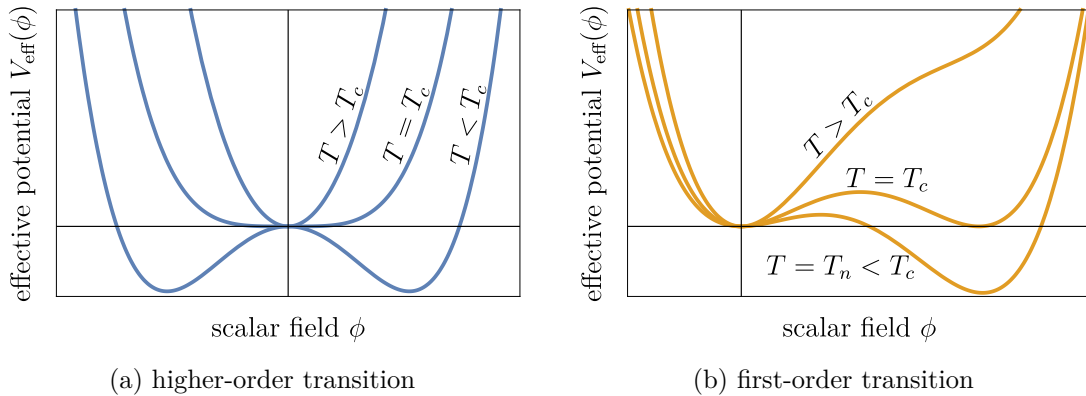 effective potential V_eff(ϕ)
T > T_c
T = T_c
T < T_c
scalar field ϕ
(a) higher-order transition
effective potential V_eff(ϕ)
T > T_c
T = T_c
T = T_n < T_c
scalar field ϕ
(b) first-order transition